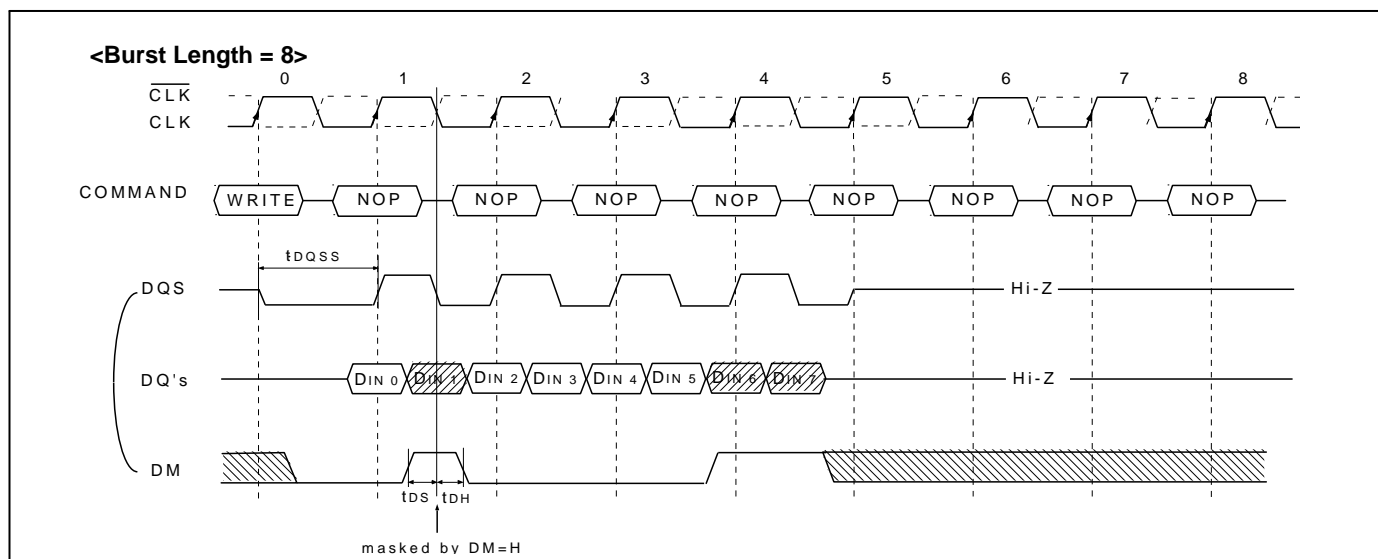 <Burst Length = 8>
0 1 2 3 4 5 6 7 8
CLK
CLK
COMMAND WRITE NOP NOP NOP NOP NOP NOP NOP NOP
tDQSS
DQS Hi-Z
DQ's DIN 0 DIN 1 DIN 2 DIN 3 DIN 4 DIN 5 DIN 6 DIN 7 Hi-Z
DM
tDS tDH
masked by DM=H